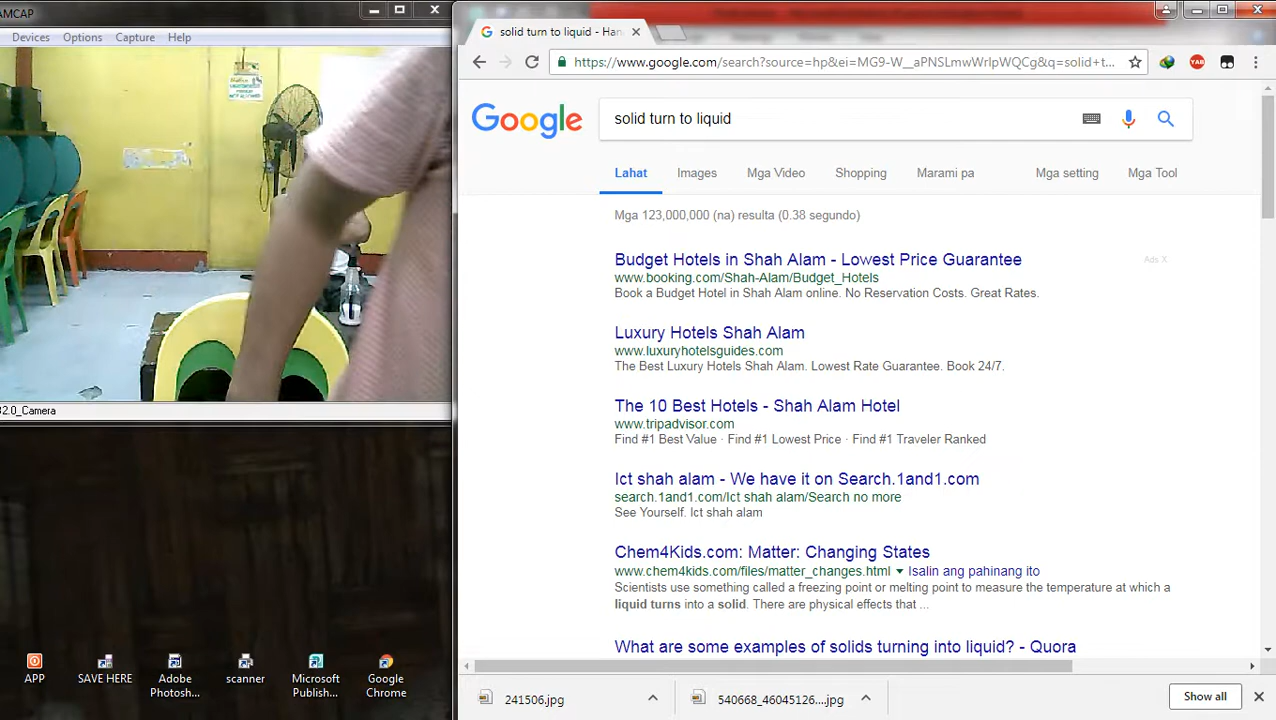 AMCAP
Devices Options Capture Help
32.0_Camera
APP
SAVE HERE
Adobe Photosh...
scanner
Microsoft Publish...
Google Chrome
solid turn to liquid - Han
https://www.google.com/search?source=hp&ei=MG9-W__aPNSLmwWrlpWQCg&q=solid+t...
YAB
Google
solid turn to liquid
Lahat Images Mga Video Shopping Marami pa Mga setting Mga Tool
Mga 123,000,000 (na) resulta (0.38 segundo)
Budget Hotels in Shah Alam - Lowest Price Guarantee
Ads X
www.booking.com/Shah-Alam/Budget_Hotels
Book a Budget Hotel in Shah Alam online. No Reservation Costs. Great Rates.
Luxury Hotels Shah Alam
www.luxuryhotelsguides.com
The Best Luxury Hotels Shah Alam. Lowest Rate Guarantee. Book 24/7.
The 10 Best Hotels - Shah Alam Hotel
www.tripadvisor.com
Find #1 Best Value · Find #1 Lowest Price · Find #1 Traveler Ranked
Ict shah alam - We have it on Search.1and1.com
search.1and1.com/Ict shah alam/Search no more
See Yourself. Ict shah alam
Chem4Kids.com: Matter: Changing States
www.chem4kids.com/files/matter_changes.html Isalin ang pahinang ito
Scientists use something called a freezing point or melting point to measure the temperature at which a
liquid turns into a solid. There are physical effects that ...
What are some examples of solids turning into liquid? - Quora
241506.jpg
540668_46045126....jpg
Show all